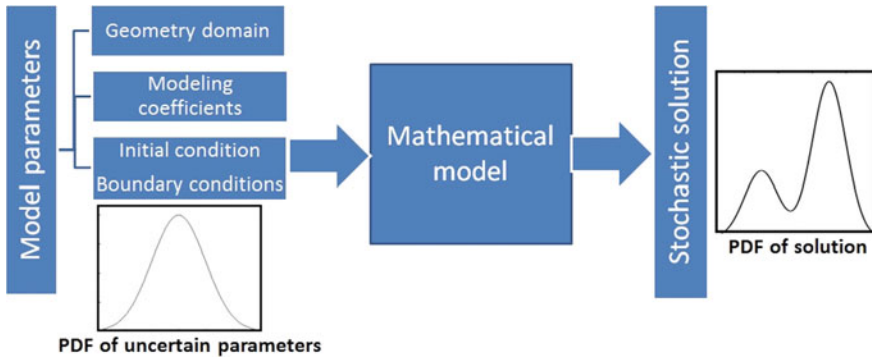 Model parameters
Geometry domain
Modeling
coefficients
Initial condition
Boundary conditions
PDF of uncertain parameters
Mathematical
model
Stochastic solution
PDF of solution